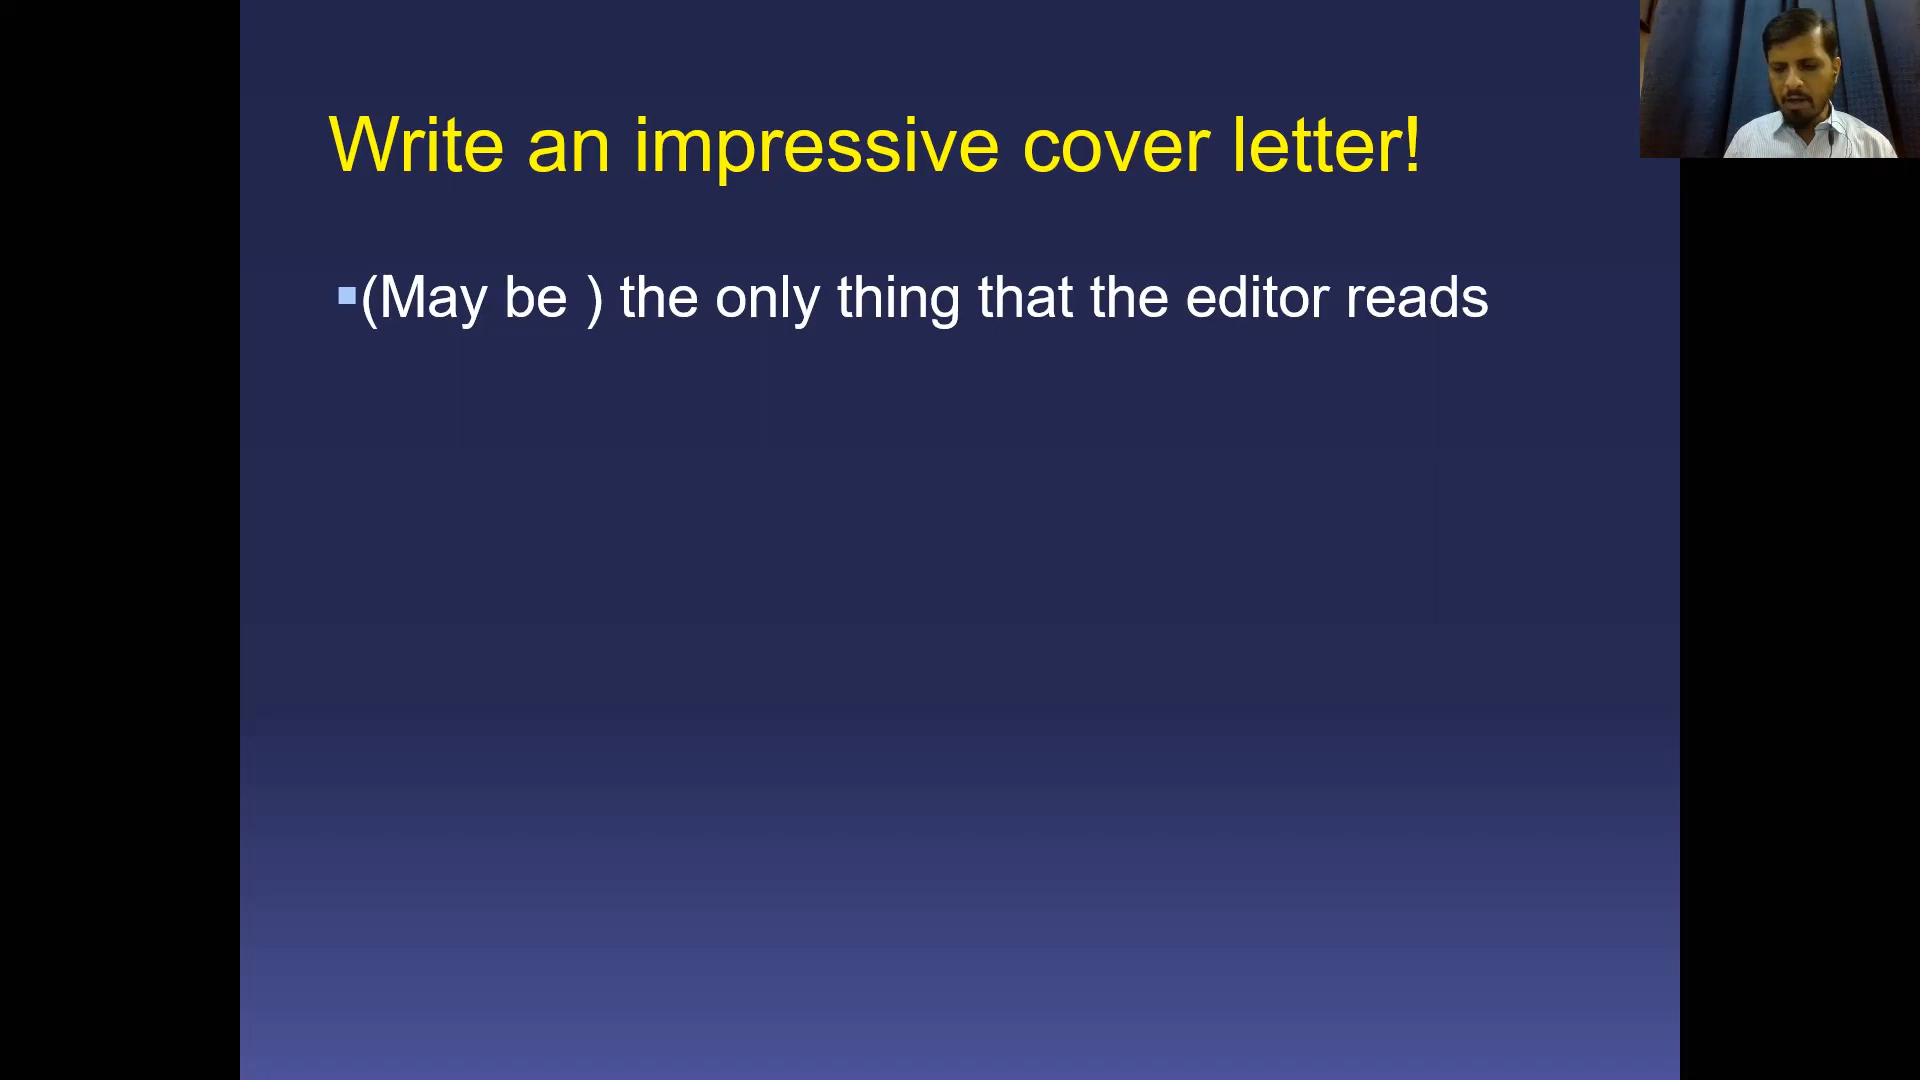 Write an impressive cover letter!
▪(May be ) the only thing that the editor reads